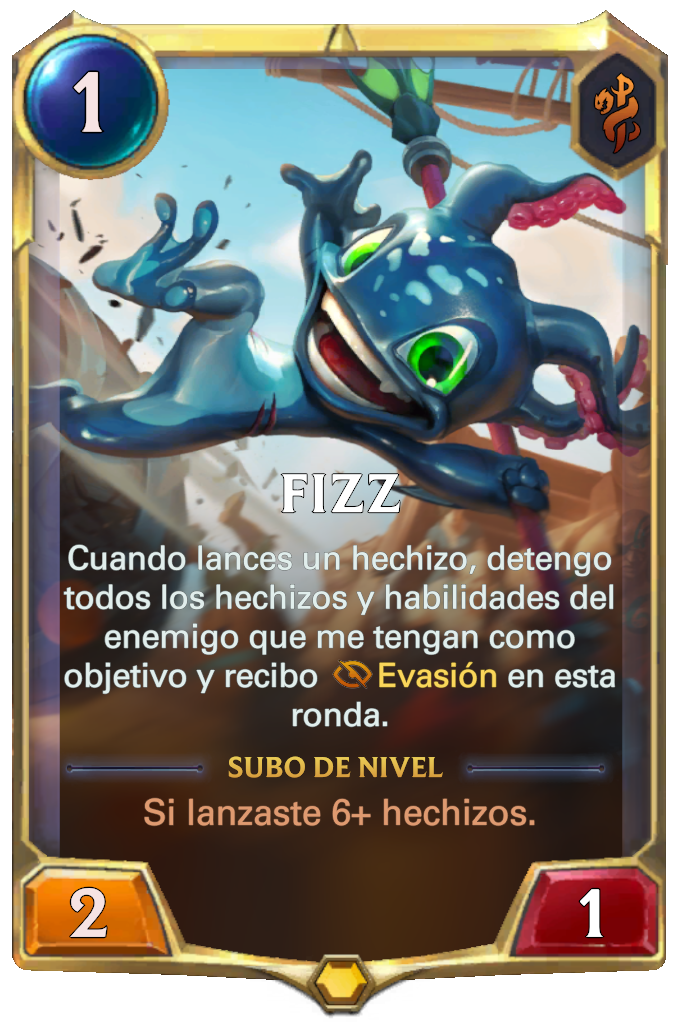 1
FIZZ
Cuando lances un hechizo, detengo
todos los hechizos y habilidades del
enemigo que me tengan como
objetivo y recibo Evasión en esta
ronda.
SUBO DE NIVEL
Si lanzaste 6+ hechizos.
2
1